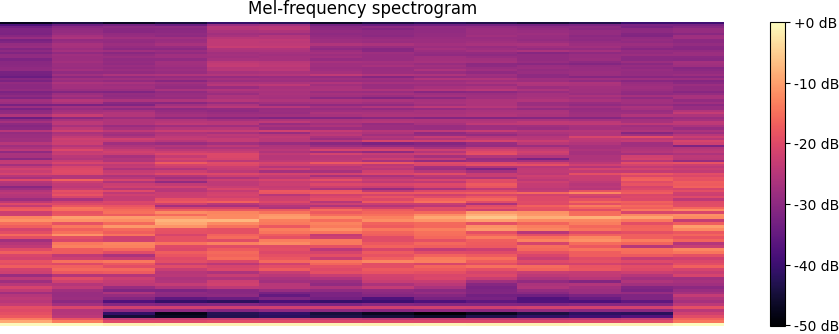 Mel-frequency spectrogram
+0 dB
-10 dB
-20 dB
-30 dB
-40 dB
-50 dB